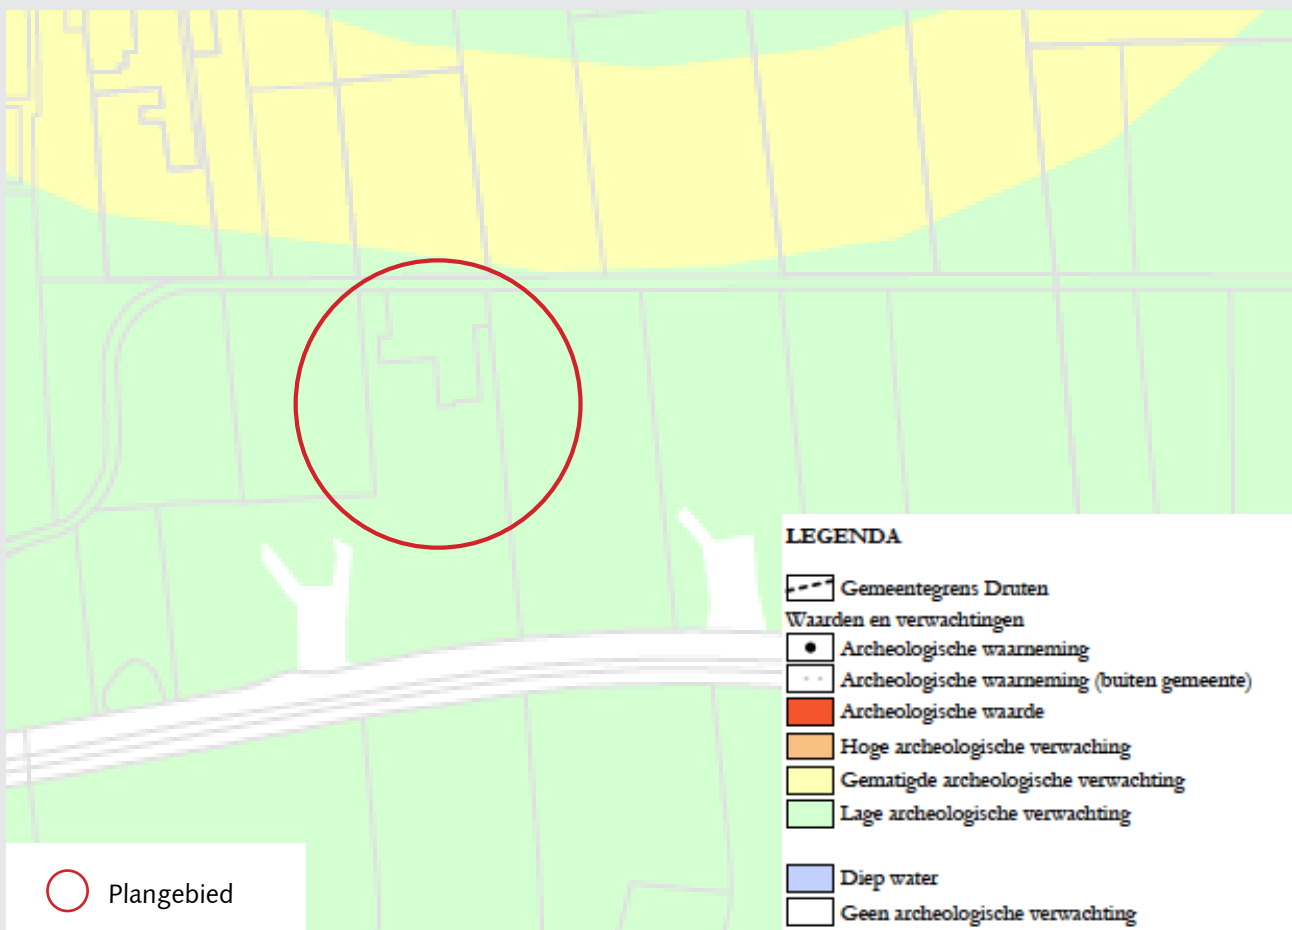 LEGENDA
Gemeentegrens Druten
Waarden en verwachtingen
Archeologische waarneming
Archeologische waarneming (buiten gemeente)
Archeologische waarde
Hoge archeologische verwaching
Gematigde archeologische verwachting
Lage archeologische verwachting
Diep water
Geen archeologische verwachting
Plangebied